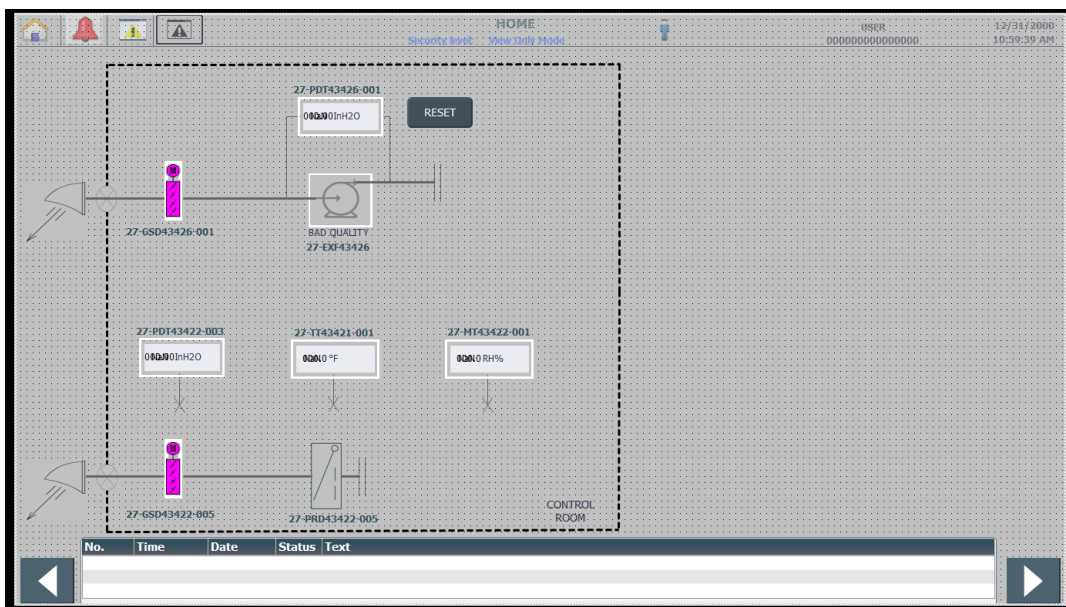 HOME
Security level: View Only Mode
USER
000000000000000
12/31/2000
10:59:39 AM
27-PDT43426-001
InH2O
RESET
M
27-GSD43426-001
BAD QUALITY
27-EXF43426
27-PDT43422-003
27-TT43421-001
27-MT43422-001
InH2O
°F
RH%
M
27-GSD43422-005
27-PRD43422-005
CONTROL
ROOM
No. Time Date Status Text